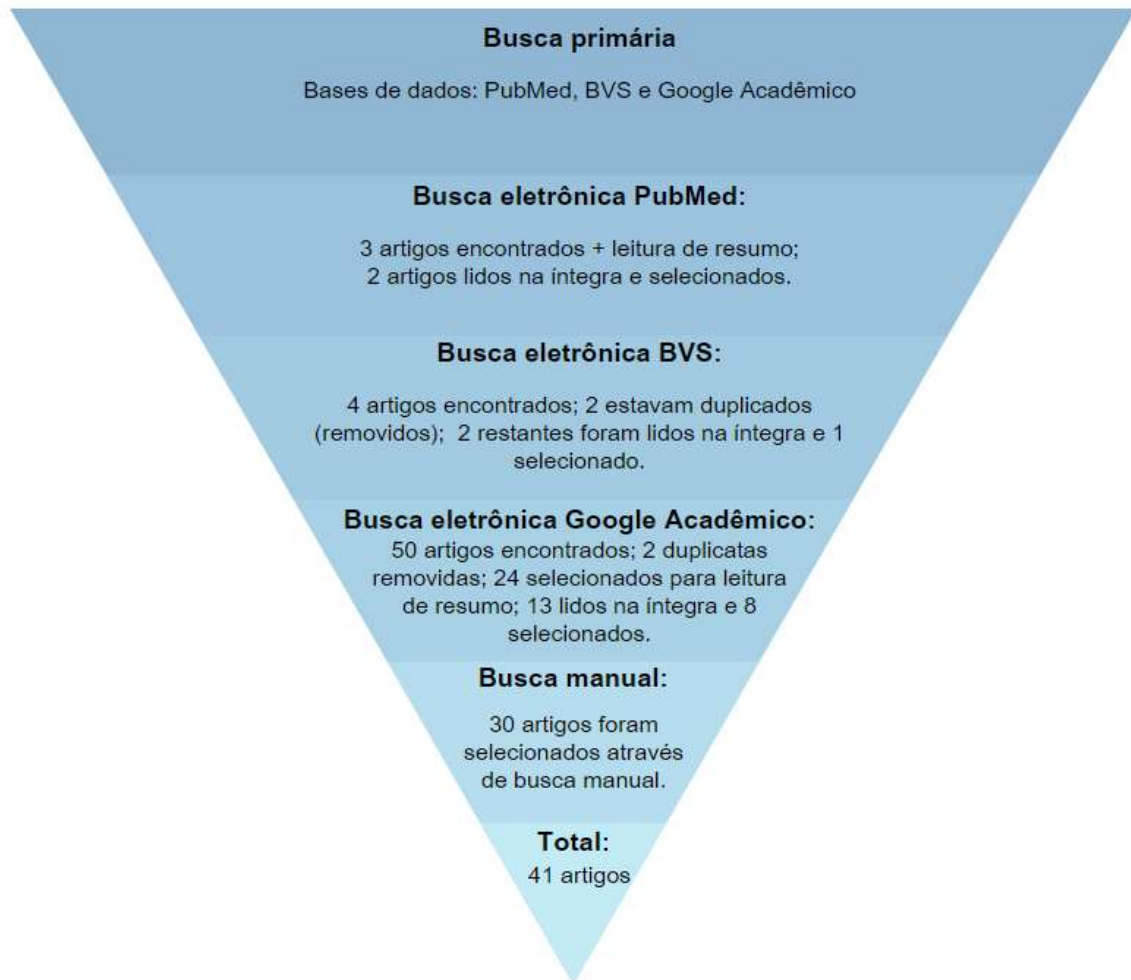 Busca primária
Bases de dados: PubMed, BVS e Google Acadêmico
Busca eletrônica PubMed:
3 artigos encontrados + leitura de resumo;
2 artigos lidos na íntegra e selecionados.
Busca eletrônica BVS:
4 artigos encontrados; 2 estavam duplicados
(removidos); 2 restantes foram lidos na íntegra e 1
selecionado.
Busca eletrônica Google Acadêmico:
50 artigos encontrados; 2 duplicatas
removidas; 24 selecionados para leitura
de resumo; 13 lidos na íntegra e 8
selecionados.
Busca manual:
30 artigos foram
selecionados através
de busca manual.
Total:
41 artigos